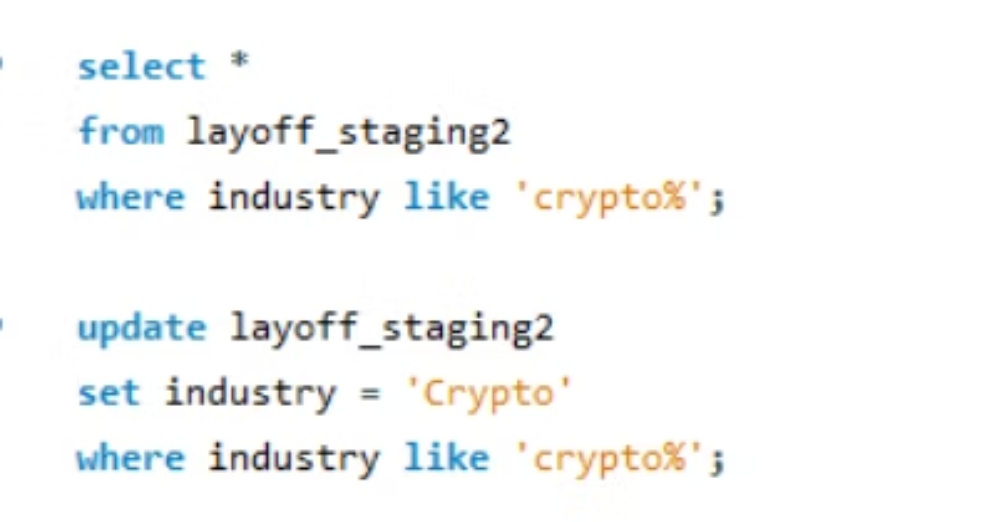 select *
from layoff_staging2
where industry like 'crypto%';
update layoff_staging2
set industry = 'Crypto'
where industry like 'crypto%';